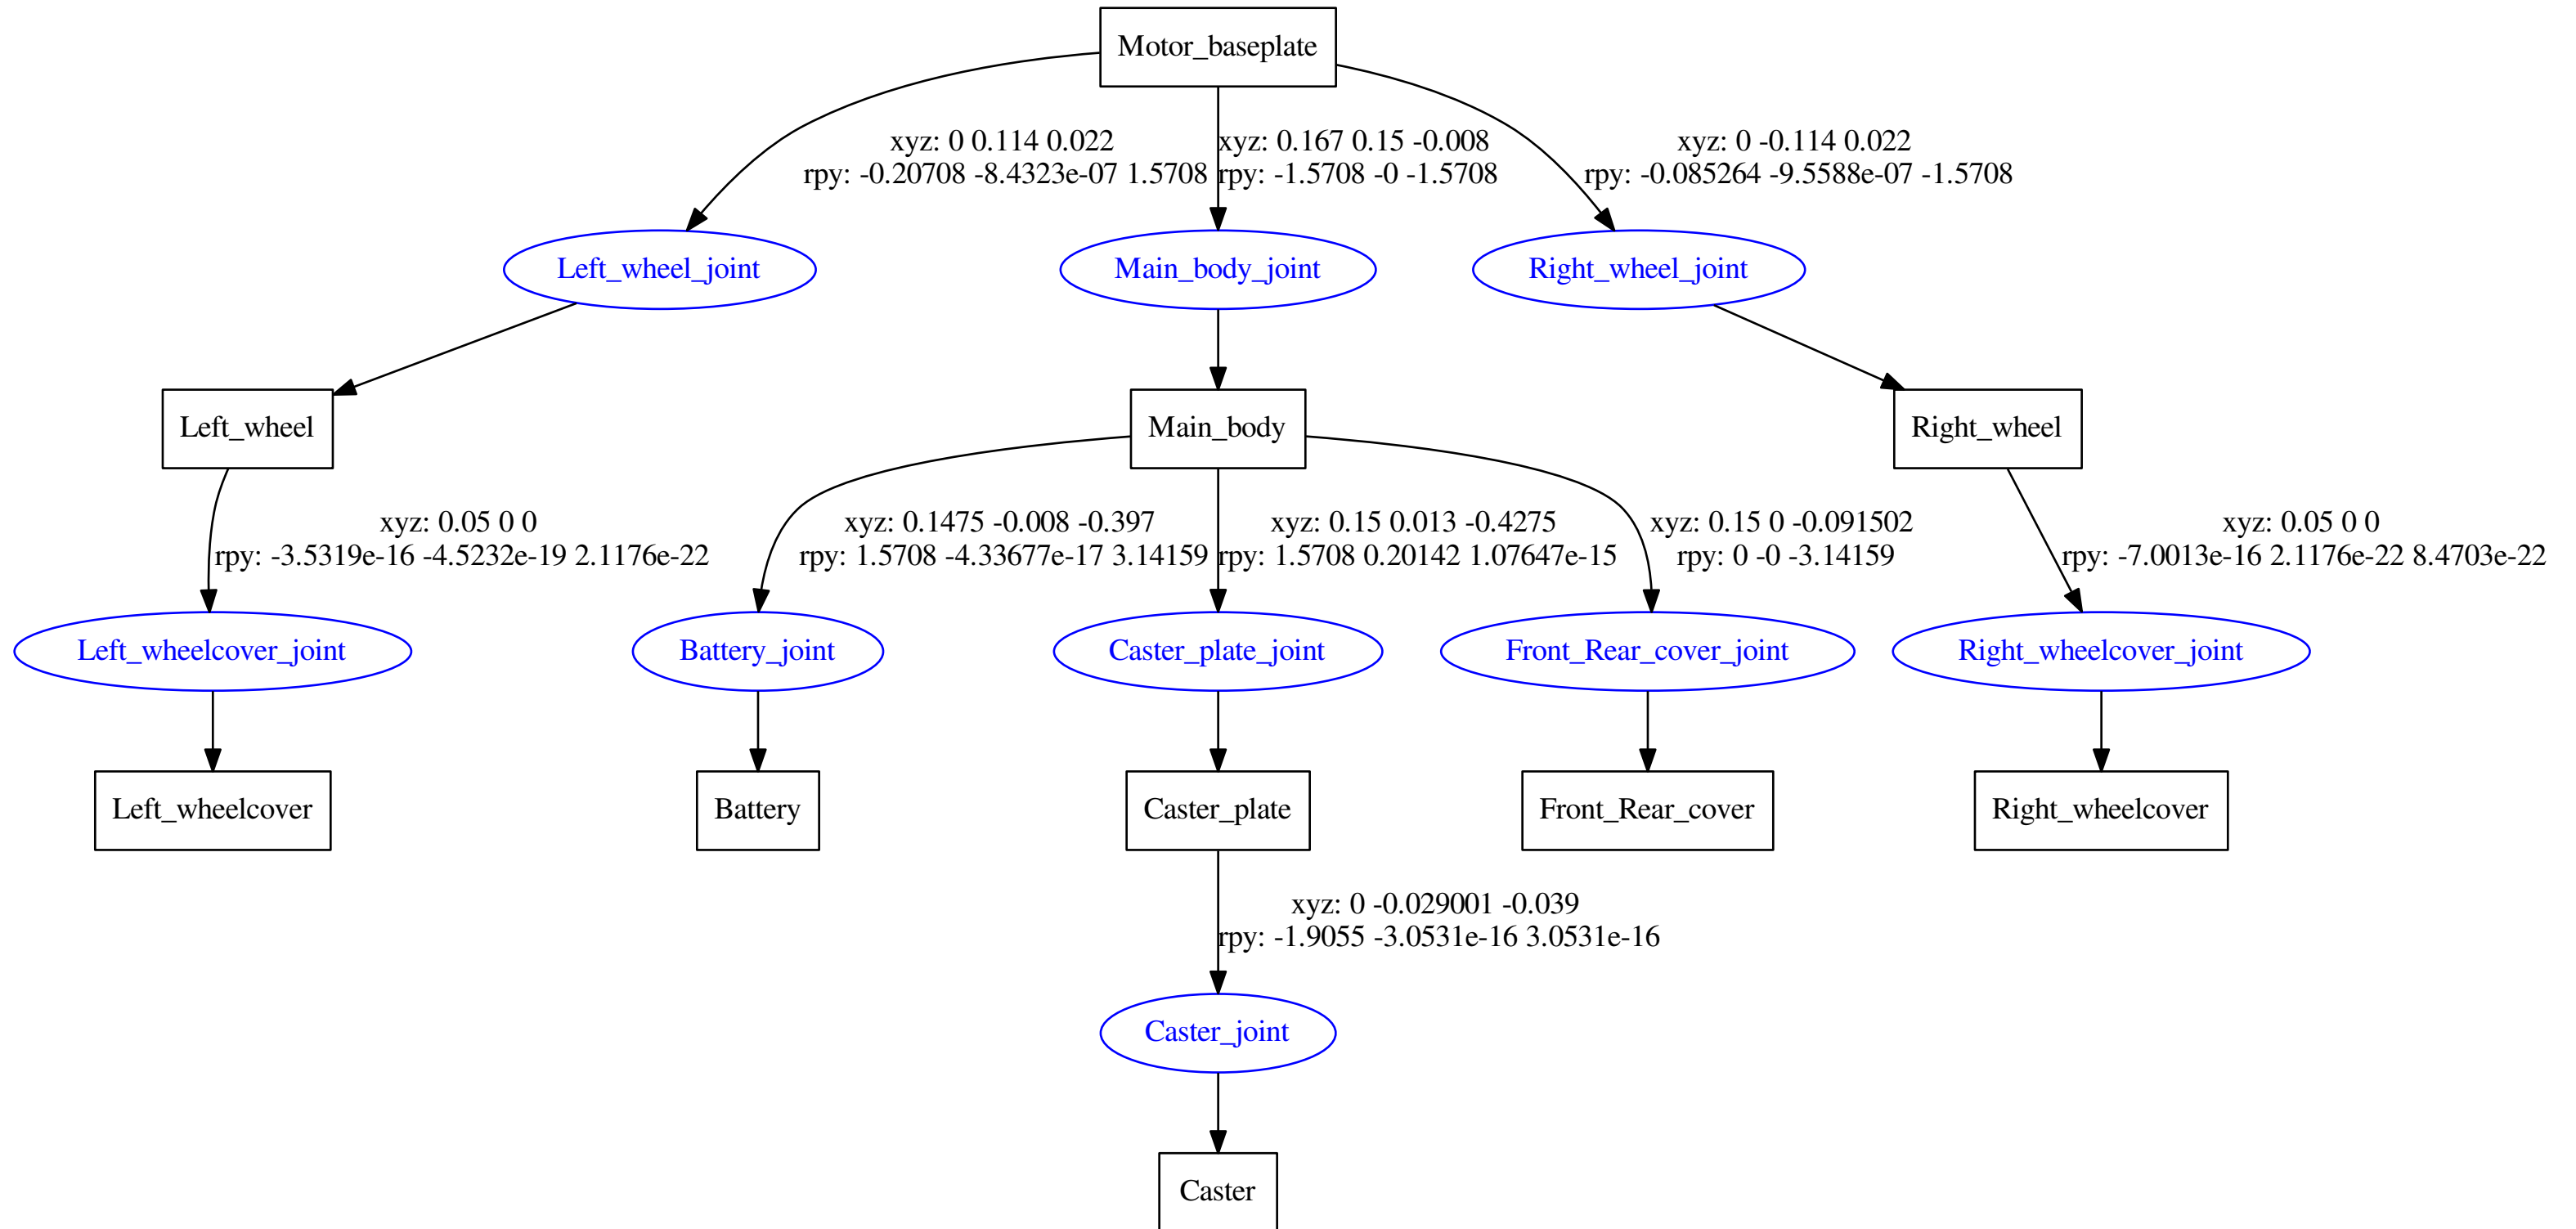 Motor_baseplate
xyz: 0 0.114 0.022
rpy: -0.20708 -8.4323e-07 1.5708
xyz: 0.167 0.15 -0.008
rpy: -1.5708 -0 -1.5708
xyz: 0 -0.114 0.022
rpy: -0.085264 -9.5588e-07 -1.5708
Left_wheel_joint
Main_body_joint
Right_wheel_joint
Left_wheel
Main_body
Right_wheel
xyz: 0.05 0 0
rpy: -3.5319e-16 -4.5232e-19 2.1176e-22
xyz: 0.1475 -0.008 -0.397
rpy: 1.5708 -4.33677e-17 3.14159
xyz: 0.15 0.013 -0.4275
rpy: 1.5708 0.20142 1.07647e-15
xyz: 0.15 0 -0.091502
rpy: 0 -0 -3.14159
xyz: 0.05 0 0
rpy: -7.0013e-16 2.1176e-22 8.4703e-22
Left_wheelcover_joint
Battery_joint
Caster_plate_joint
Front_Rear_cover_joint
Right_wheelcover_joint
Left_wheelcover
Battery
Caster_plate
Front_Rear_cover
Right_wheelcover
xyz: 0 -0.029001 -0.039
rpy: -1.9055 -3.0531e-16 3.0531e-16
Caster_joint
Caster